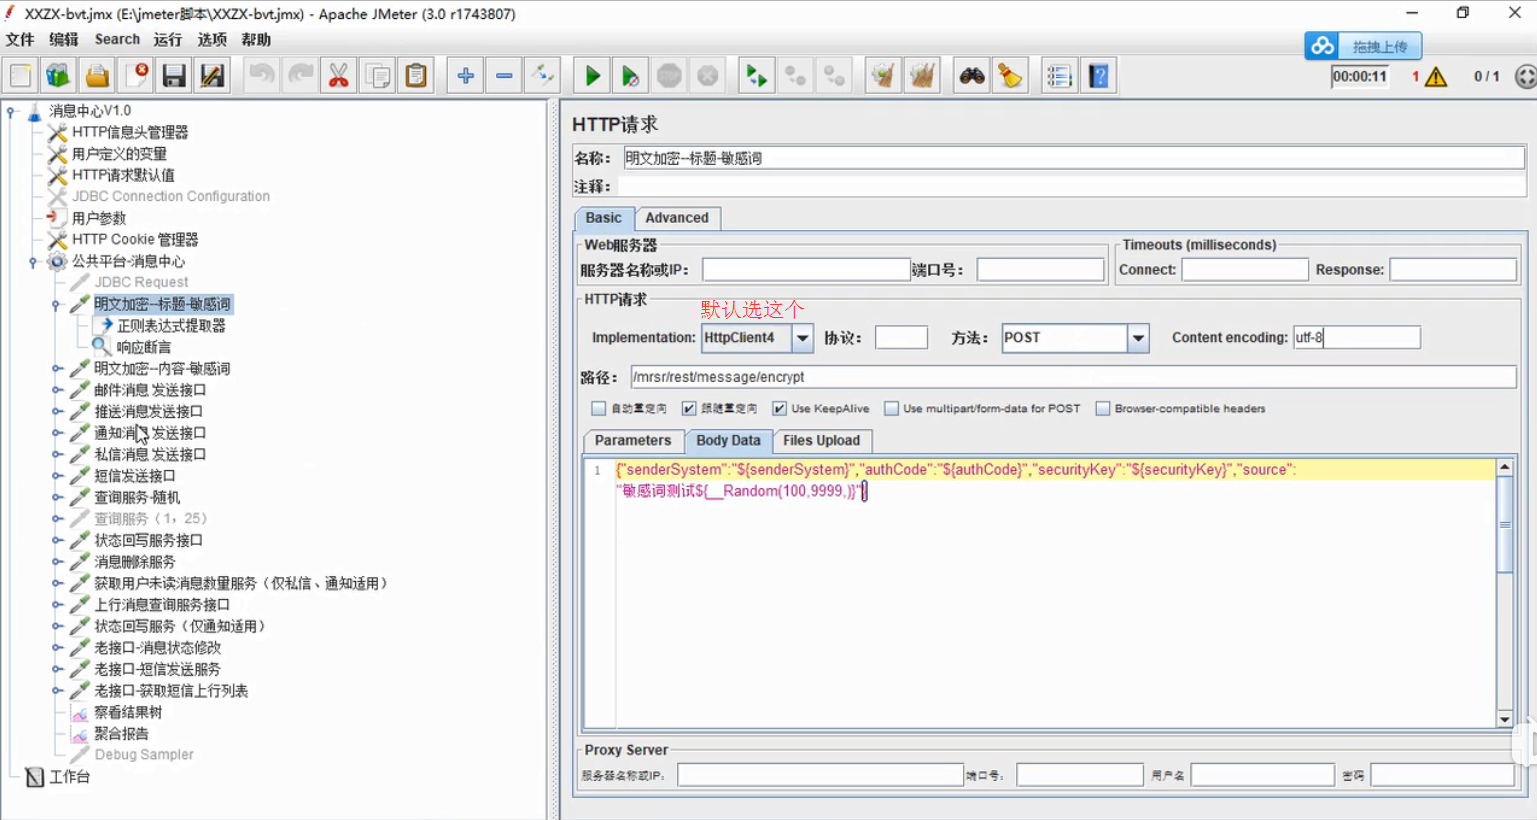 XXZX-bvt.jmx (E:\jmeter脚本\XXZX-bvt.jmx) - Apache JMeter (3.0 r1743807)
文件 编辑 Search 运行 选项 帮助
拖拽上传
STOP
00:00:11 1 0 / 1
消息中心V1.0
HTTP信息头管理器
用户定义的变量
HTTP请求默认值
JDBC Connection Configuration
用户参数
HTTP Cookie 管理器
公共平台-消息中心
JDBC Request
明文加密--标题-敏感词
正则表达式提取器
响应断言
明文加密--内容-敏感词
邮件消息 发送接口
推送消息发送接口
通知消息 发送接口
私信消息 发送接口
短信发送接口
查询服务-随机
查询服务（1，25）
状态回写服务接口
消息删除服务
获取用户未读消息数量服务（仅私信、通知适用）
上行消息查询服务接口
状态回写服务（仅通知适用）
老接口-消息状态修改
老接口-短信发送服务
老接口-获取短信上行列表
察看结果树
聚合报告
Debug Sampler
工作台
HTTP请求
名称： 明文加密--标题-敏感词
注释：
Basic Advanced
Web服务器 Timeouts (milliseconds)
服务器名称或IP： 端口号： Connect: Response:
HTTP请求
默认选这个
Implementation: HttpClient4 协议： 方法： POST Content encoding: utf-8
路径： /mrsr/rest/message/encrypt
自动重定向 跟随重定向 Use KeepAlive Use multipart/form-data for POST Browser-compatible headers
Parameters Body Data Files Upload
1 {"senderSystem":"${senderSystem}","authCode":"${authCode}","securityKey":"${securityKey}","source":
"敏感词测试${__Random(100,9999,)}"}
Proxy Server
服务器名称或IP： 端口号： 用户名 密码